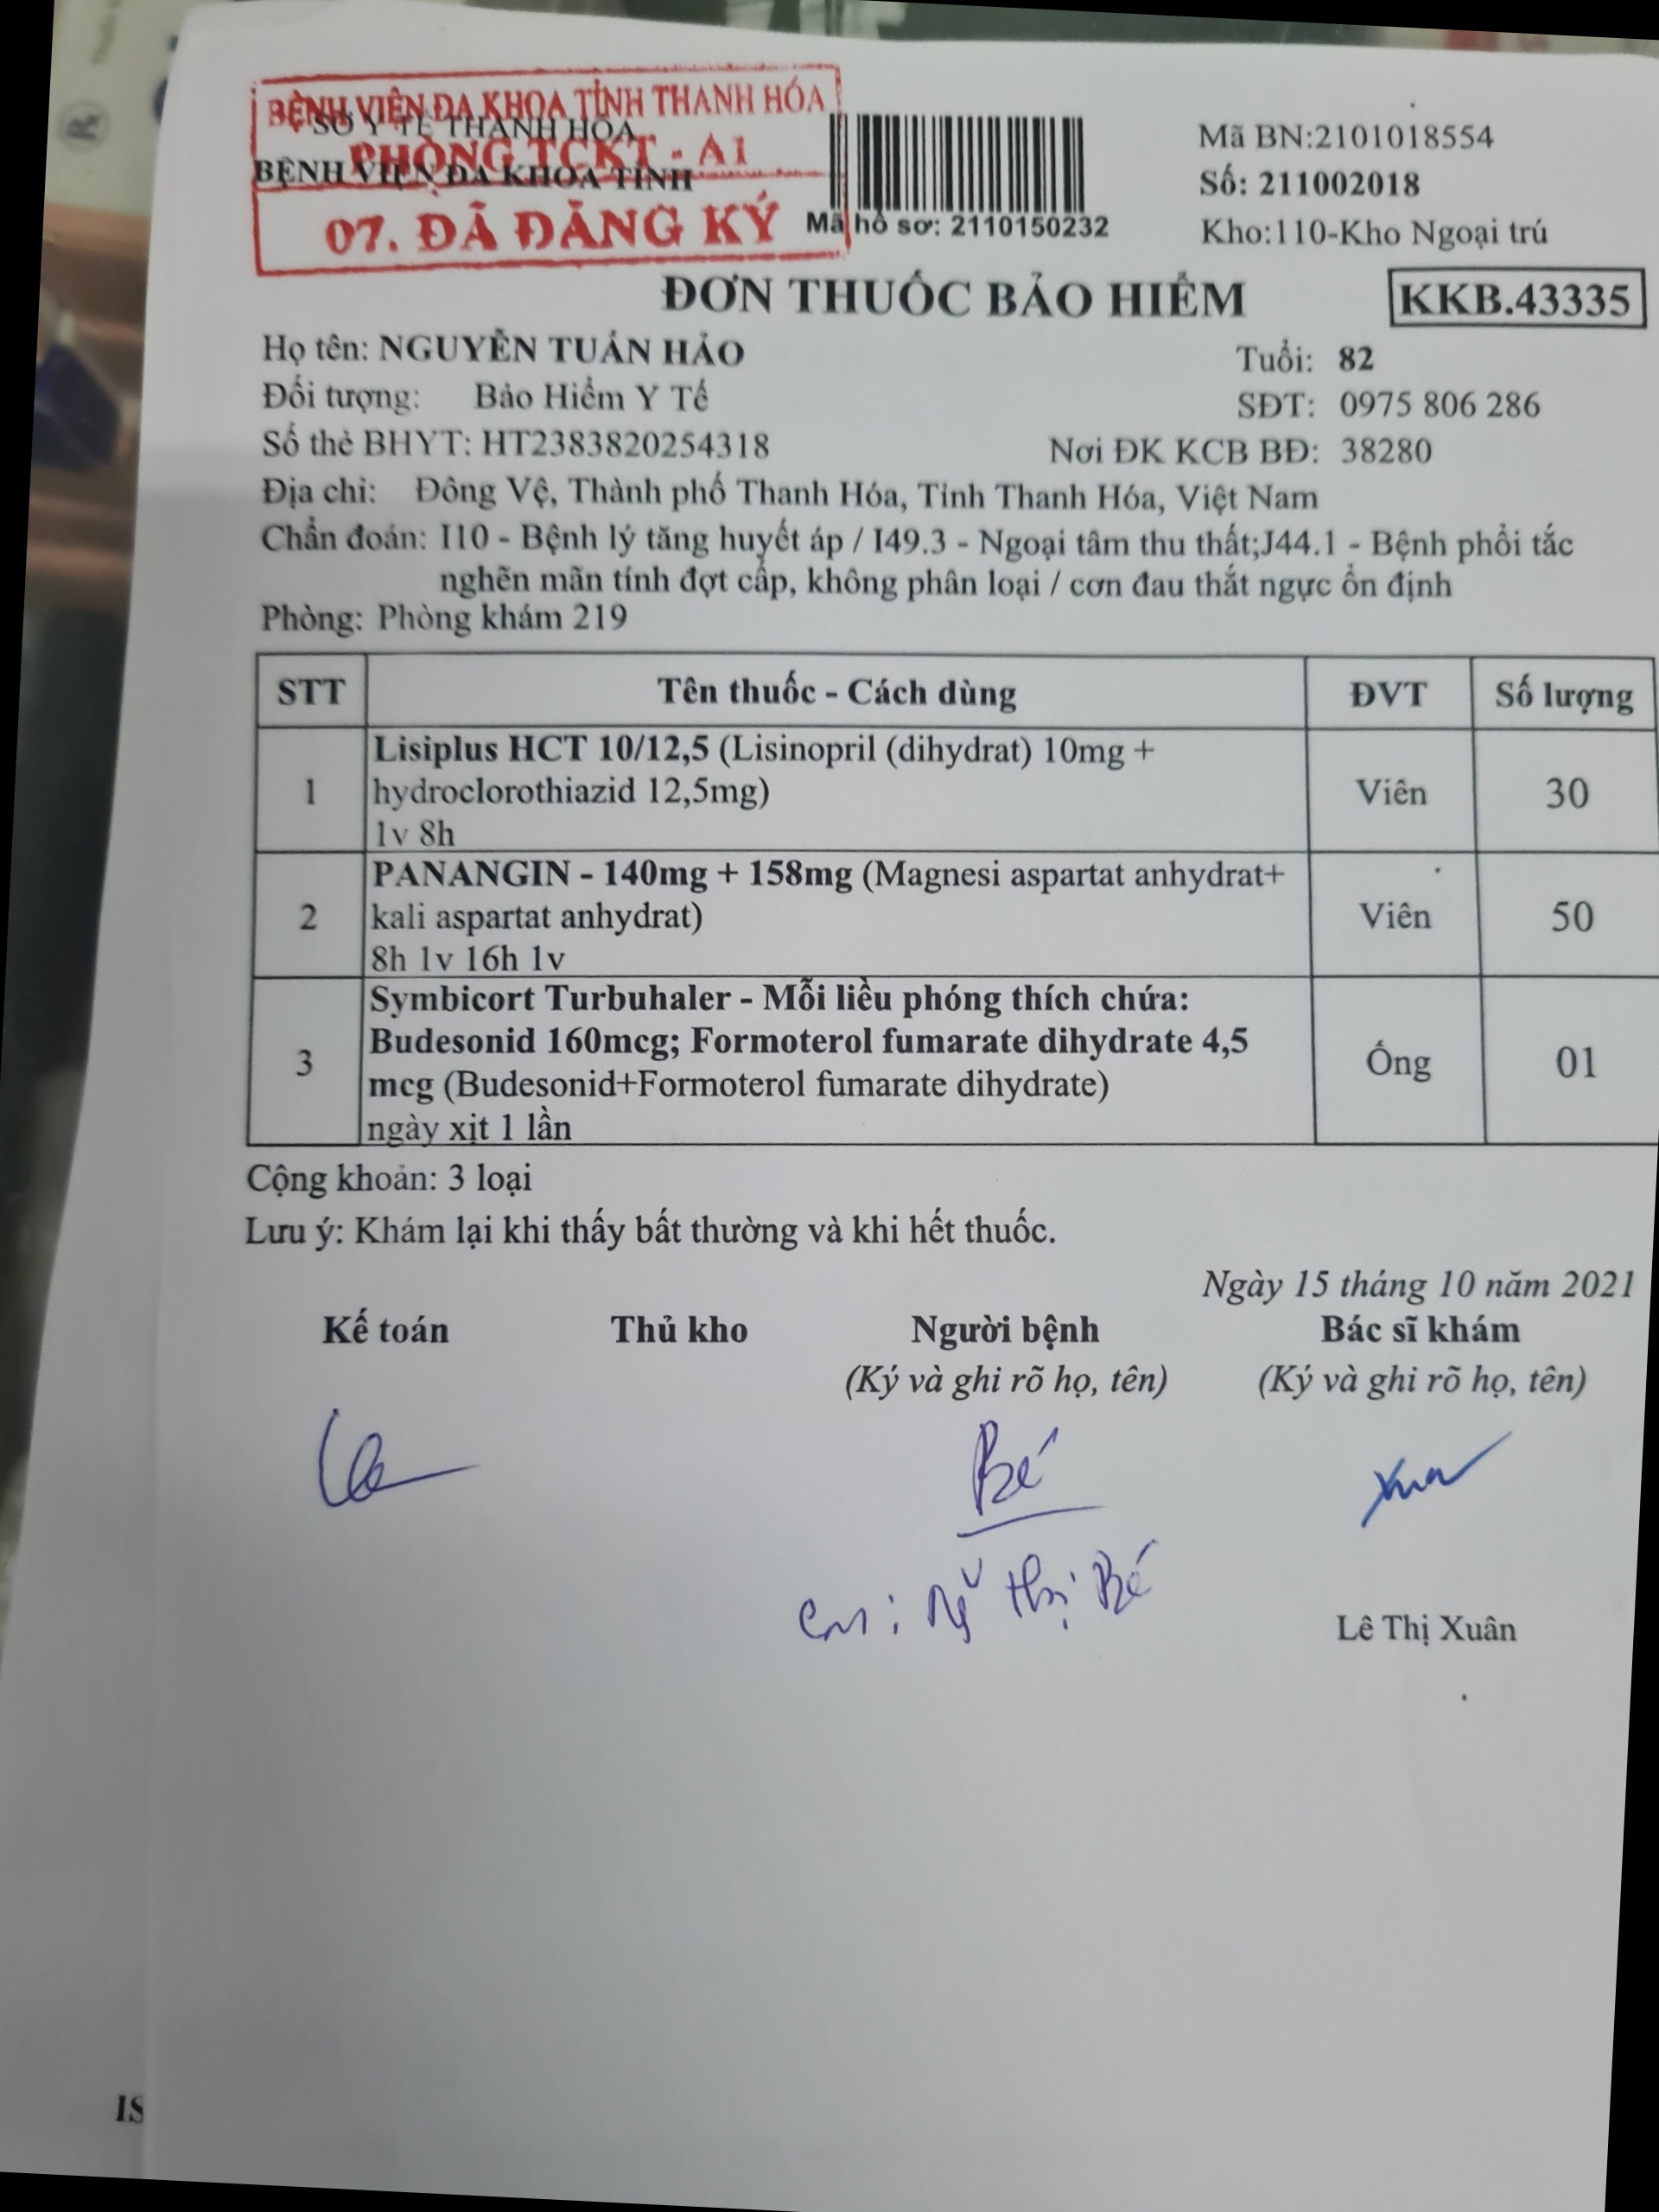 BỆNH VIỆN ĐA KHOA TỈNH THANH HÓA
SỞ Y TẾ THANH HÓA
PHÒNG TCKT - A1
BỆNH VIỆN ĐA KHOA TỈNH
07. ĐÃ ĐĂNG KÝ
Mã hồ sơ: 2110150232
Mã BN:2101018554
Số: 211002018
Kho:110-Kho Ngoại trú
ĐƠN THUỐC BẢO HIỂM
KKB.43335
Họ tên: NGUYỄN TUẤN HẢO Tuổi: 82
Đối tượng: Bảo Hiểm Y Tế SĐT: 0975 806 286
Số thẻ BHYT: HT2383820254318 Nơi ĐK KCB BĐ: 38280
Địa chỉ: Đông Vệ, Thành phố Thanh Hóa, Tỉnh Thanh Hóa, Việt Nam
Chẩn đoán: I10 - Bệnh lý tăng huyết áp / I49.3 - Ngoại tâm thu thất;J44.1 - Bệnh phổi tắc
nghẽn mãn tính đợt cấp, không phân loại / cơn đau thắt ngực ổn định
Phòng: Phòng khám 219
STT Tên thuốc - Cách dùng ĐVT Số lượng
1 Lisiplus HCT 10/12,5 (Lisinopril (dihydrat) 10mg +
hydroclorothiazid 12,5mg) Viên 30
1v 8h
PANANGIN - 140mg + 158mg (Magnesi aspartat anhydrat+
2 kali aspartat anhydrat) Viên 50
8h 1v 16h 1v
Symbicort Turbuhaler - Mỗi liều phóng thích chứa:
3 Budesonid 160mcg; Formoterol fumarate dihydrate 4,5 Ống 01
mcg (Budesonid+Formoterol fumarate dihydrate)
ngày xịt 1 lần
Cộng khoản: 3 loại
Lưu ý: Khám lại khi thấy bất thường và khi hết thuốc.
Ngày 15 tháng 10 năm 2021
Kế toán Thủ kho Người bệnh Bác sĩ khám
(Ký và ghi rõ họ, tên) (Ký và ghi rõ họ, tên)
Bé
Thị Bé
Lê Thị Xuân
IS